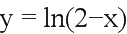 y = ln(2−x)